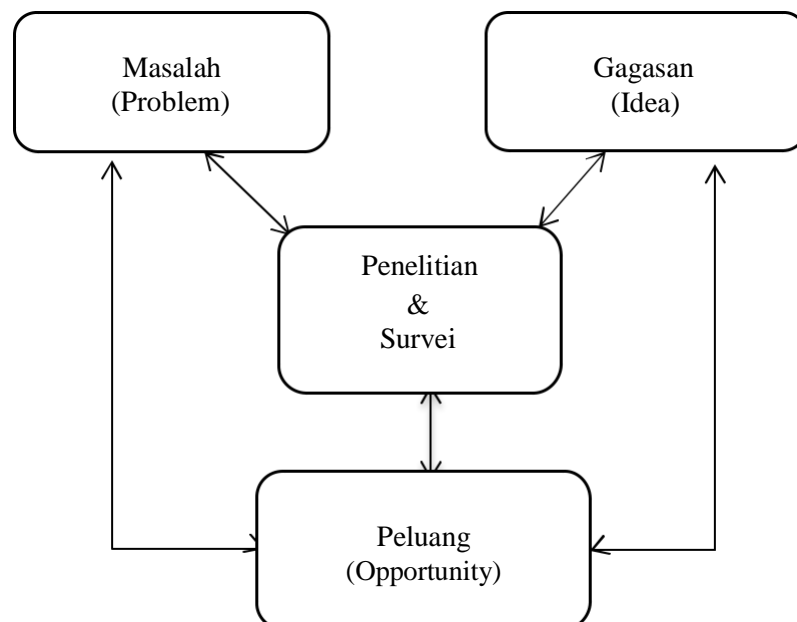 Masalah
(Problem)
Gagasan
(Idea)
Penelitian
&
Survei
Peluang
(Opportunity)